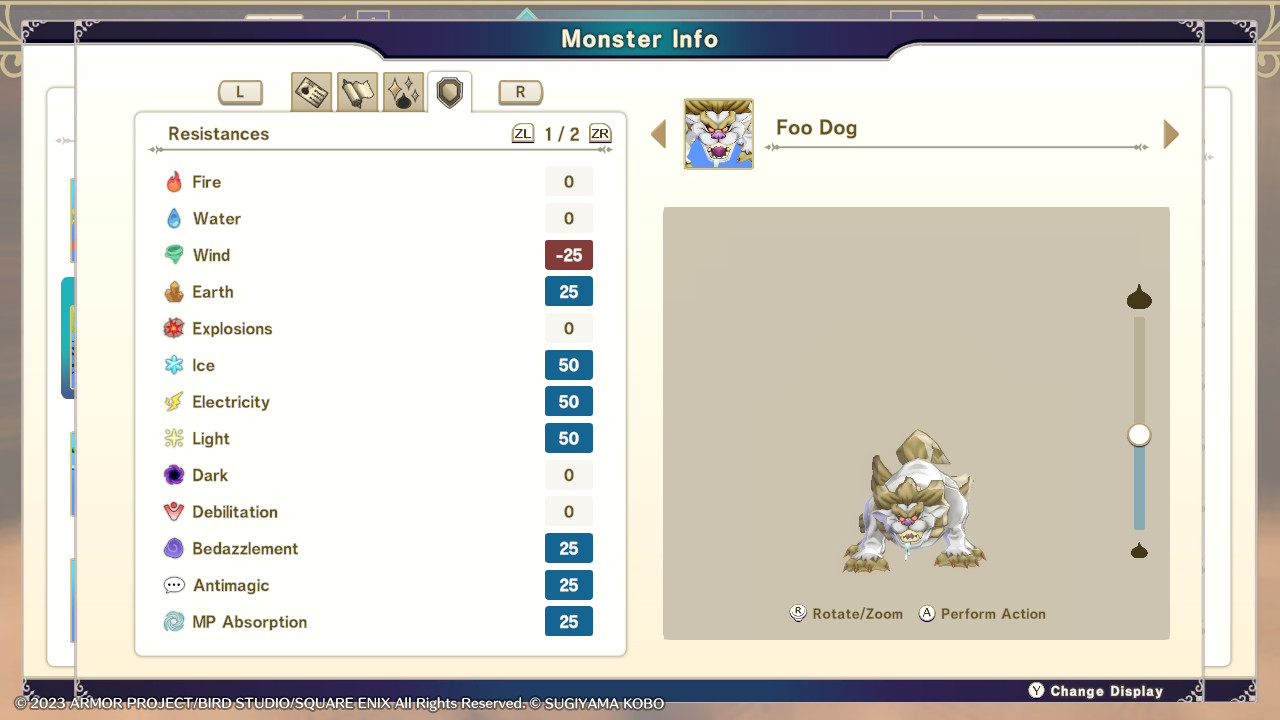 Monster Info
L
R
Resistances
ZL 1 / 2 ZR
Foo Dog
Fire 0
Water 0
Wind -25
Earth 25
Explosions 0
Ice 50
Electricity 50
Light 50
Dark 0
Debilitation 0
Bedazzlement 25
Antimagic 25
MP Absorption 25
R Rotate/Zoom A Perform Action
Y Change Display
© 2023 ARMOR PROJECT/BIRD STUDIO/SQUARE ENIX All Rights Reserved. © SUGIYAMA KOBO